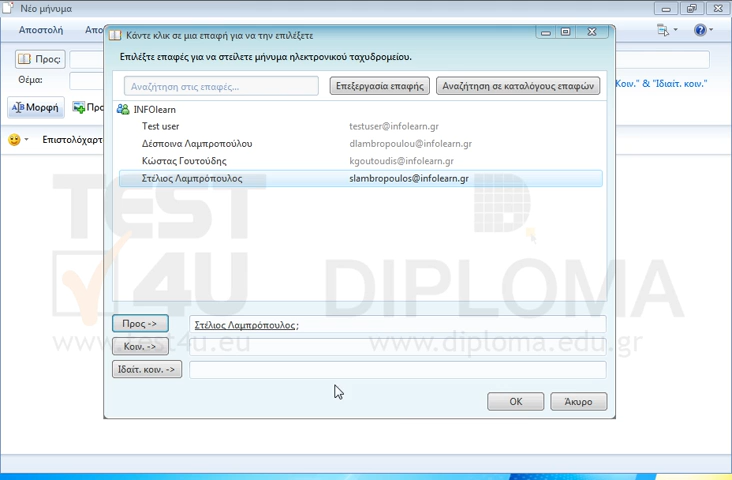 Νέο μήνυμα
Κάντε κλικ σε μια επαφή για να την επιλέξετε
Αποστολή
Απο
Επιλέξτε επαφές για να στείλετε μήνυμα ηλεκτρονικού ταχυδρομείου.
Προς:
Θέμα:
Αναζήτηση στις επαφές...
Επεξεργασία επαφής
Αναζήτηση σε καταλόγους επαφών
Κοιν." & "Ιδιαίτ. κοιν."
Μορφή
Προ
INFOlearn
Test user testuser@infolearn.gr
Επιστολόχαρτ
Δέσποινα Λαμπροπούλου dlambropoulou@infolearn.gr
Κώστας Γουτούδης kgoutoudis@infolearn.gr
Στέλιος Λαμπρόπουλος slambropoulos@infolearn.gr
TEST
4U
DIPLOMA
Προς ->
Στέλιος Λαμπρόπουλος;
www.test4u.eu
www.diploma.edu.gr
Κοιν. ->
Ιδαίτ. κοιν. ->
OK
Άκυρο